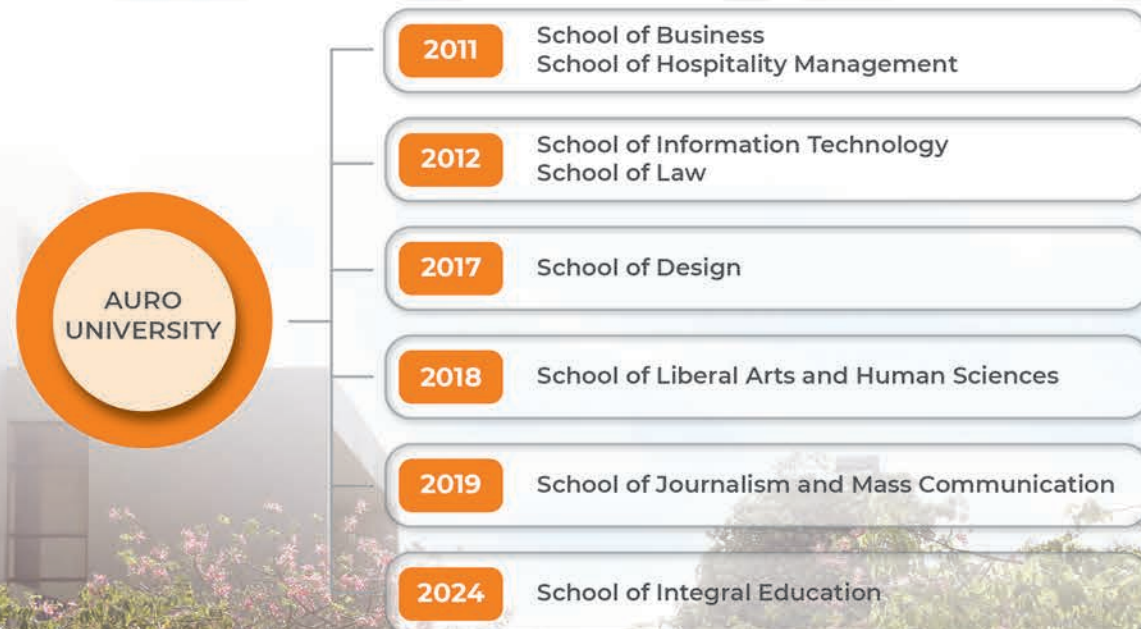 AURO
UNIVERSITY
2011
School of Business
School of Hospitality Management
2012
School of Information Technology
School of Law
2017
School of Design
2018
School of Liberal Arts and Human Sciences
2019
School of Journalism and Mass Communication
2024
School of Integral Education